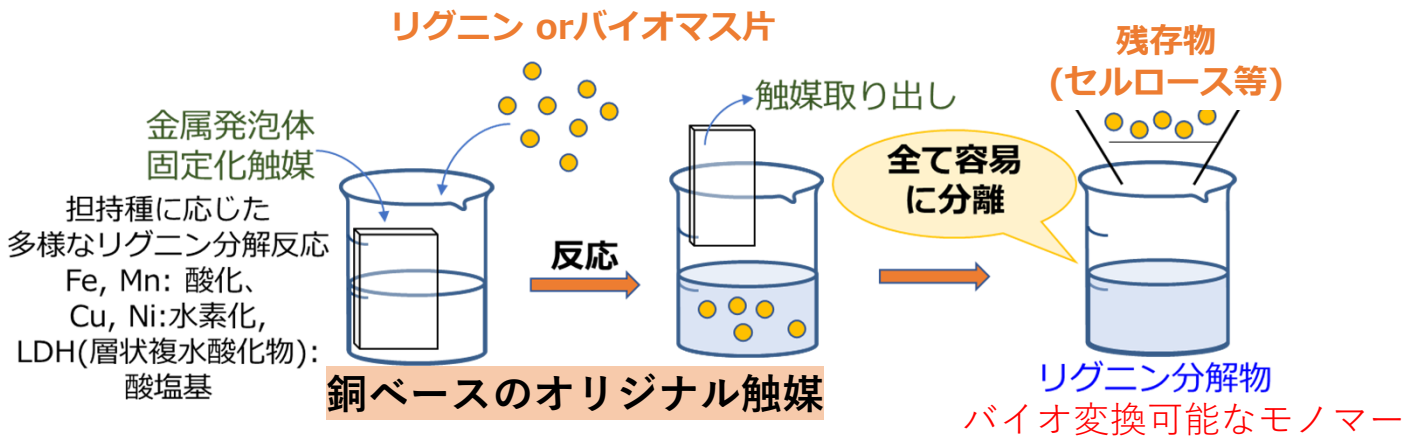 リグニン orバイオマス片
金属発泡体
固定化触媒
担持種に応じた
多様なリグニン分解反応
Fe, Mn: 酸化、
Cu, Ni:水素化,
LDH(層状複水酸化物):
酸塩基
反応
触媒取り出し
銅ベースのオリジナル触媒
全て容易
に分離
残存物
(セルロース等)
リグニン分解物
バイオ変換可能なモノマー